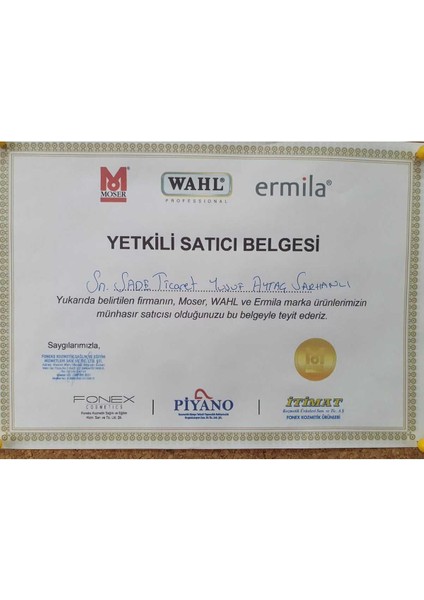 MOSER
WAHL®
PROFESSIONAL
ermila®
YETKİLİ SATICI BELGESİ
Sn. SADE Ticaret Yusuf AYTAÇ SARHANLI
Yukarıda belirtilen firmanın, Moser, WAHL ve Ermila marka ürünlerimizin
münhasır satıcısı olduğunuzu bu belgeyle teyit ederiz.
Saygılarımızla,
FONEX
COSMETICS
PİYANO
İTİMAT
FONEX KOZMETİK ÜRÜNLERİ